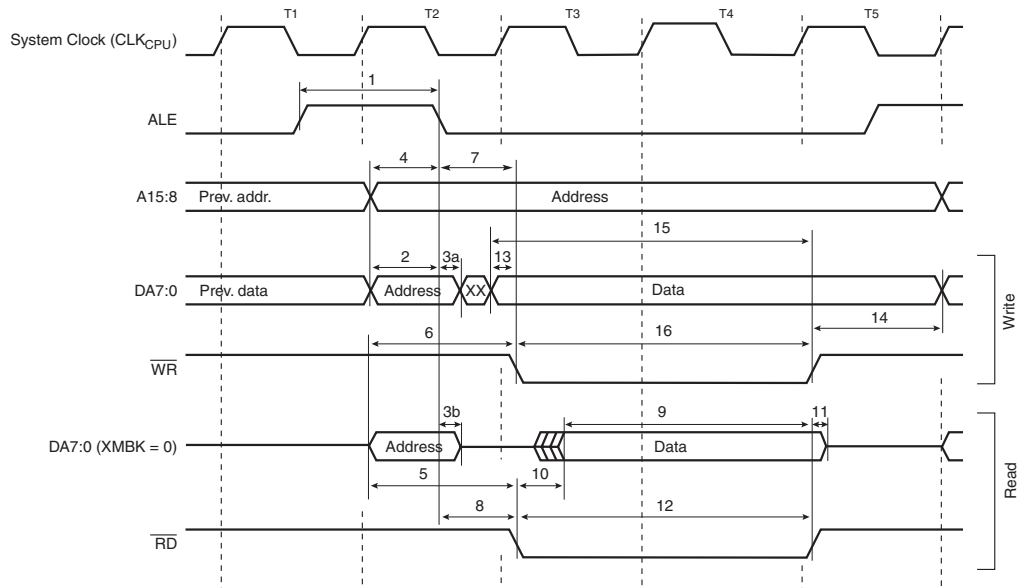 T1 T2 T3 T4 T5
System Clock (CLKCPU)
1
ALE
4 7
A15:8 Prev. addr. Address
15
2 3a 13
DA7:0 Prev. data Address XX Data
14
6 16
WR
Write
3b 9 11
DA7:0 (XMBK = 0) Address Data
5 10
8 12
RD
Read